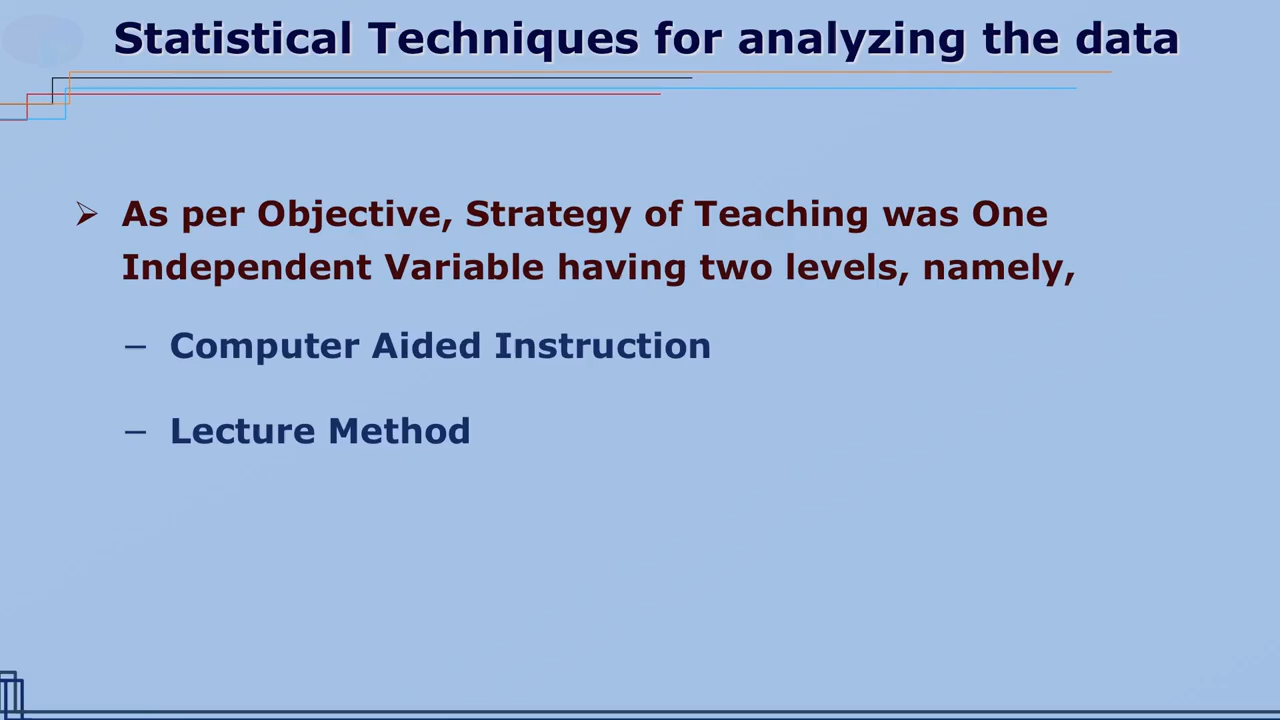 Statistical Techniques for analyzing the data
➢ As per Objective, Strategy of Teaching was One
Independent Variable having two levels, namely,
– Computer Aided Instruction
– Lecture Method